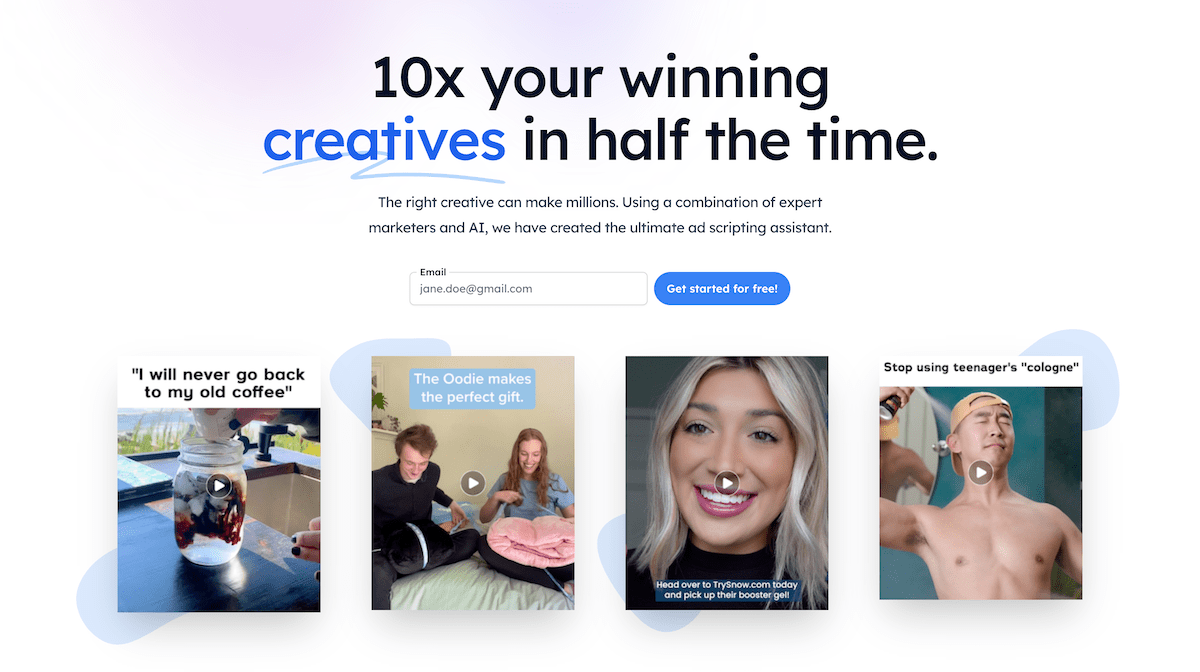 10x your winning
creatives in half the time.
The right creative can make millions. Using a combination of expert
marketers and AI, we have created the ultimate ad scripting assistant.
Email
jane.doe@gmail.com
Get started for free!
"I will never go back
to my old coffee"
The Oodie makes
the perfect gift.
Head over to TrySnow.com today
and pick up their booster gel!
Stop using teenager's "cologne"